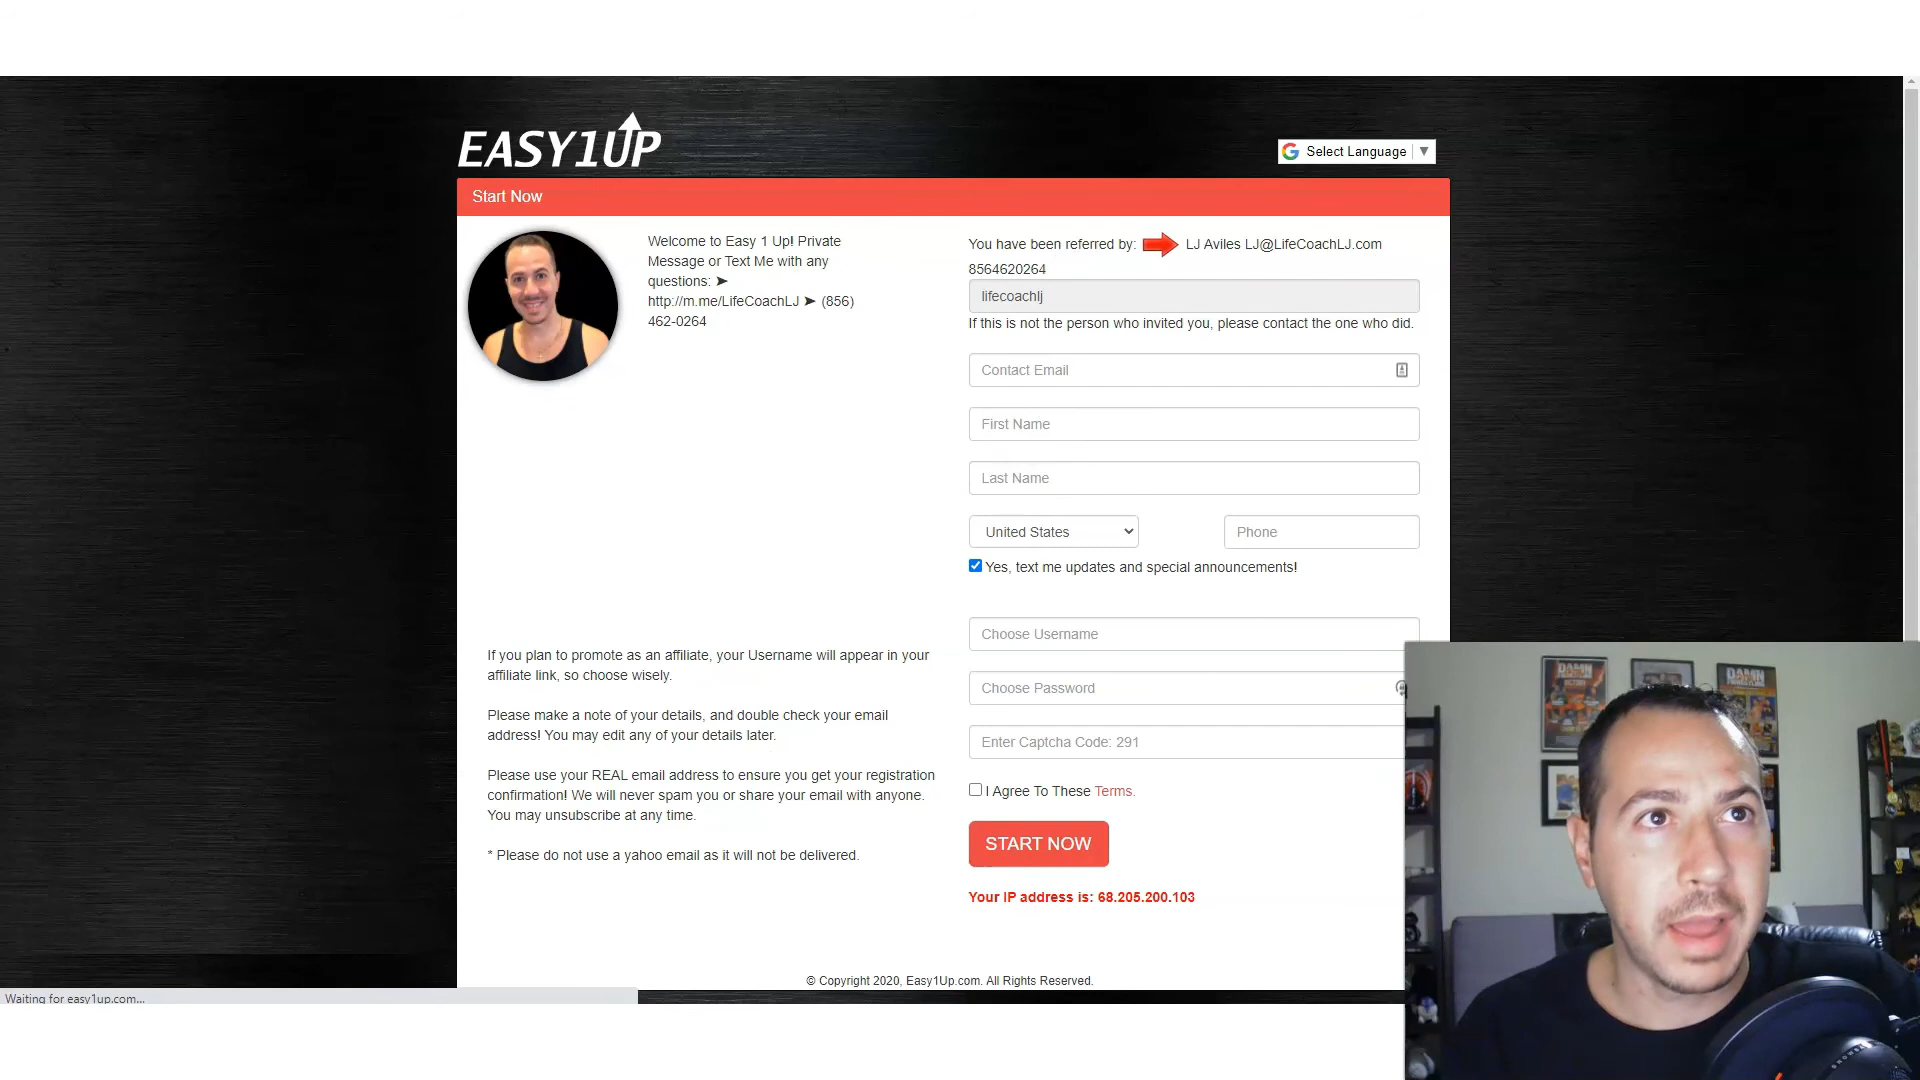 EASY1UP
Select Language ▼
Start Now
Welcome to Easy 1 Up! Private
Message or Text Me with any
questions: ➤
http://m.me/LifeCoachLJ ➤ (856)
462-0264
You have been referred by: LJ Aviles LJ@LifeCoachLJ.com
8564620264
lifecoachlj
If this is not the person who invited you, please contact the one who did.
Contact Email
First Name
Last Name
United States
Phone
Yes, text me updates and special announcements!
Choose Username
Choose Password
Enter Captcha Code: 291
I Agree To These Terms.
START NOW
Your IP address is: 68.205.200.103
If you plan to promote as an affiliate, your Username will appear in your
affiliate link, so choose wisely.
Please make a note of your details, and double check your email
address! You may edit any of your details later.
Please use your REAL email address to ensure you get your registration
confirmation! We will never spam you or share your email with anyone.
You may unsubscribe at any time.
* Please do not use a yahoo email as it will not be delivered.
© Copyright 2020, Easy1Up.com. All Rights Reserved.
Waiting for easy1up.com...
DAMN
DAMN